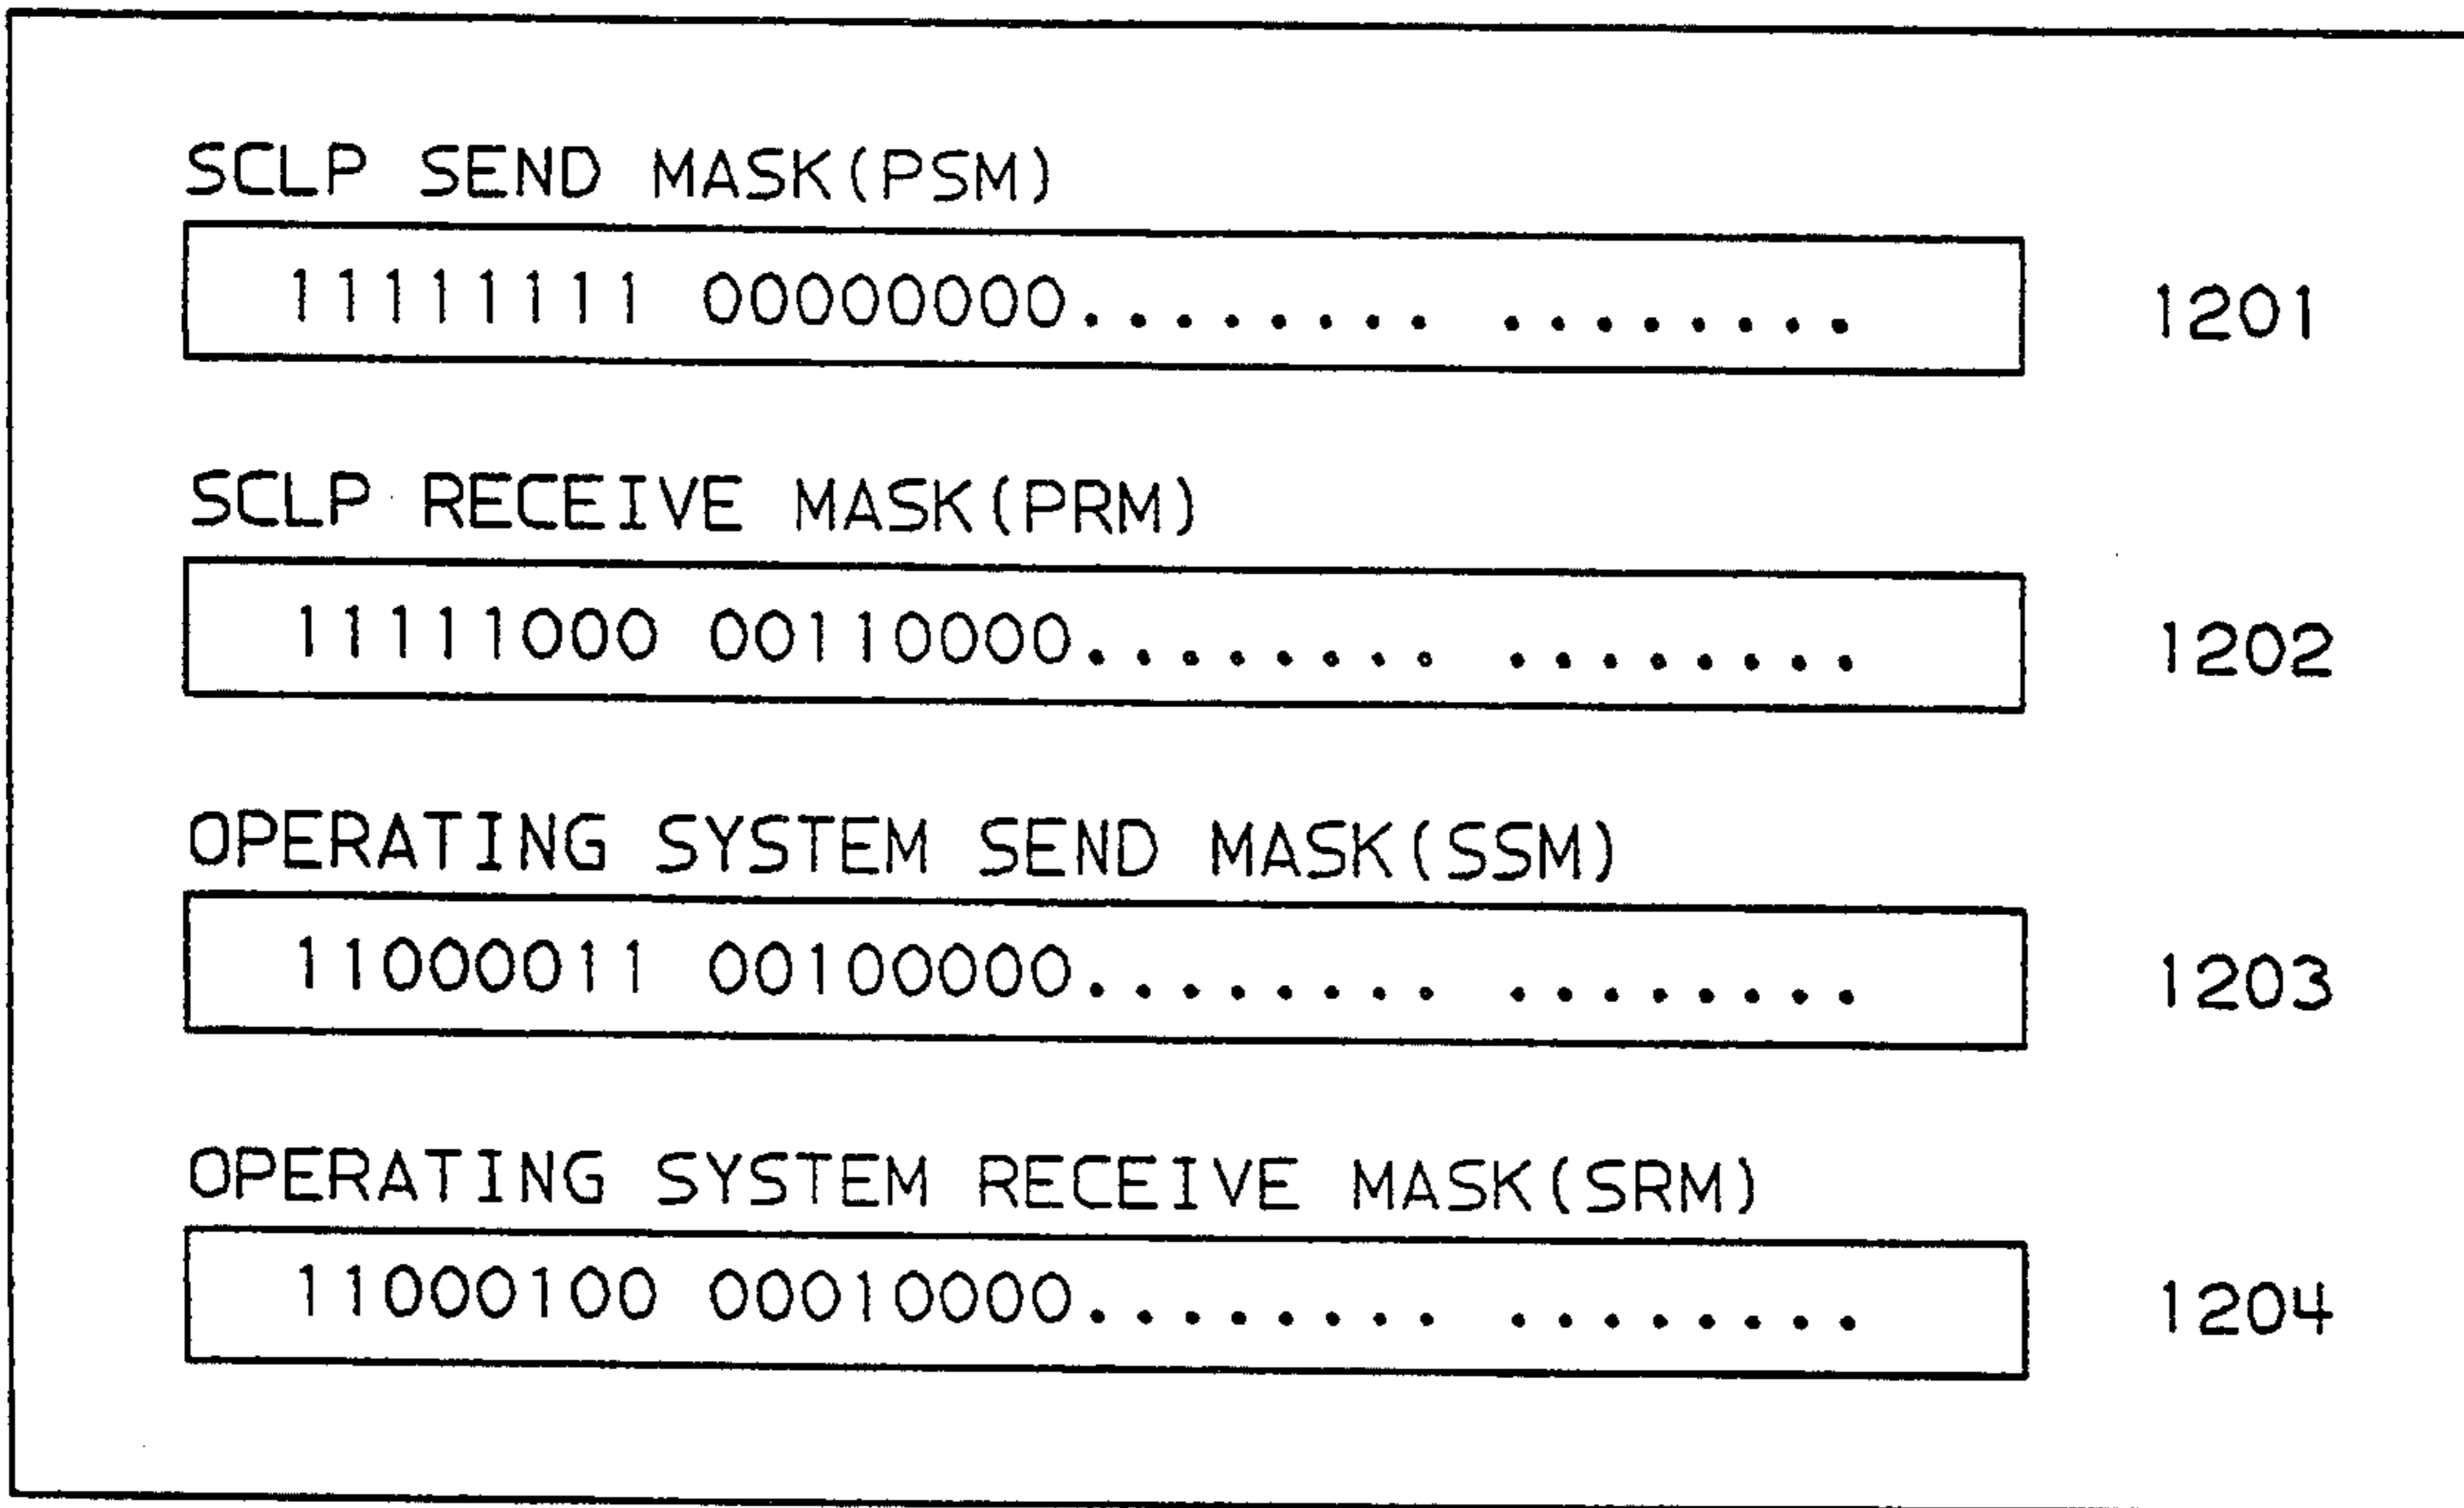 SCLP SEND MASK(PSM)
11111111 00000000........ ........ 1201
SCLP RECEIVE MASK(PRM)
11111000 00110000........ ........ 1202
OPERATING SYSTEM SEND MASK(SSM)
11000011 00100000........ ........ 1203
OPERATING SYSTEM RECEIVE MASK(SRM)
11000100 00010000........ ........ 1204